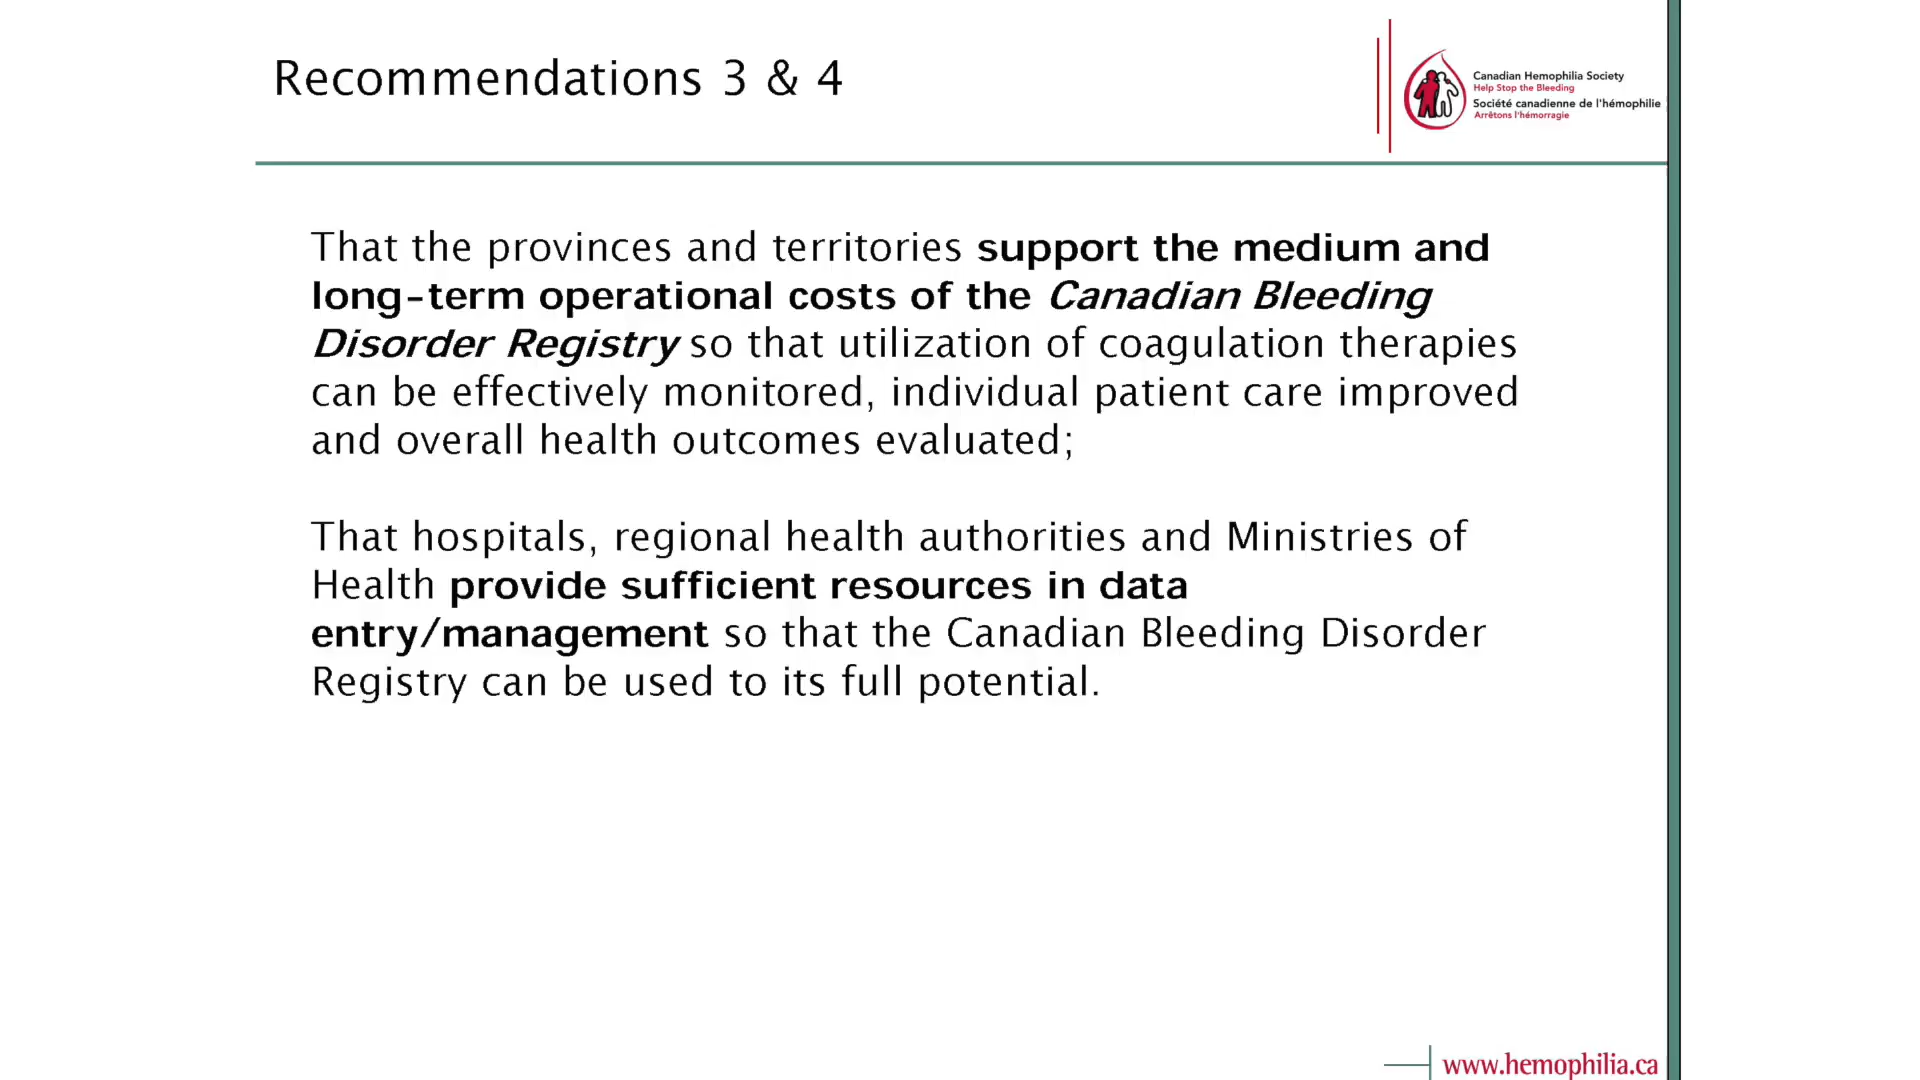 Recommendations 3 & 4
Canadian Hemophilia Society
Help Stop the Bleeding
Société canadienne de l'hémophilie
Arrêtons l'hémorragie
That the provinces and territories support the medium and
long-term operational costs of the Canadian Bleeding
Disorder Registry so that utilization of coagulation therapies
can be effectively monitored, individual patient care improved
and overall health outcomes evaluated;
That hospitals, regional health authorities and Ministries of
Health provide sufficient resources in data
entry/management so that the Canadian Bleeding Disorder
Registry can be used to its full potential.
www.hemophilia.ca